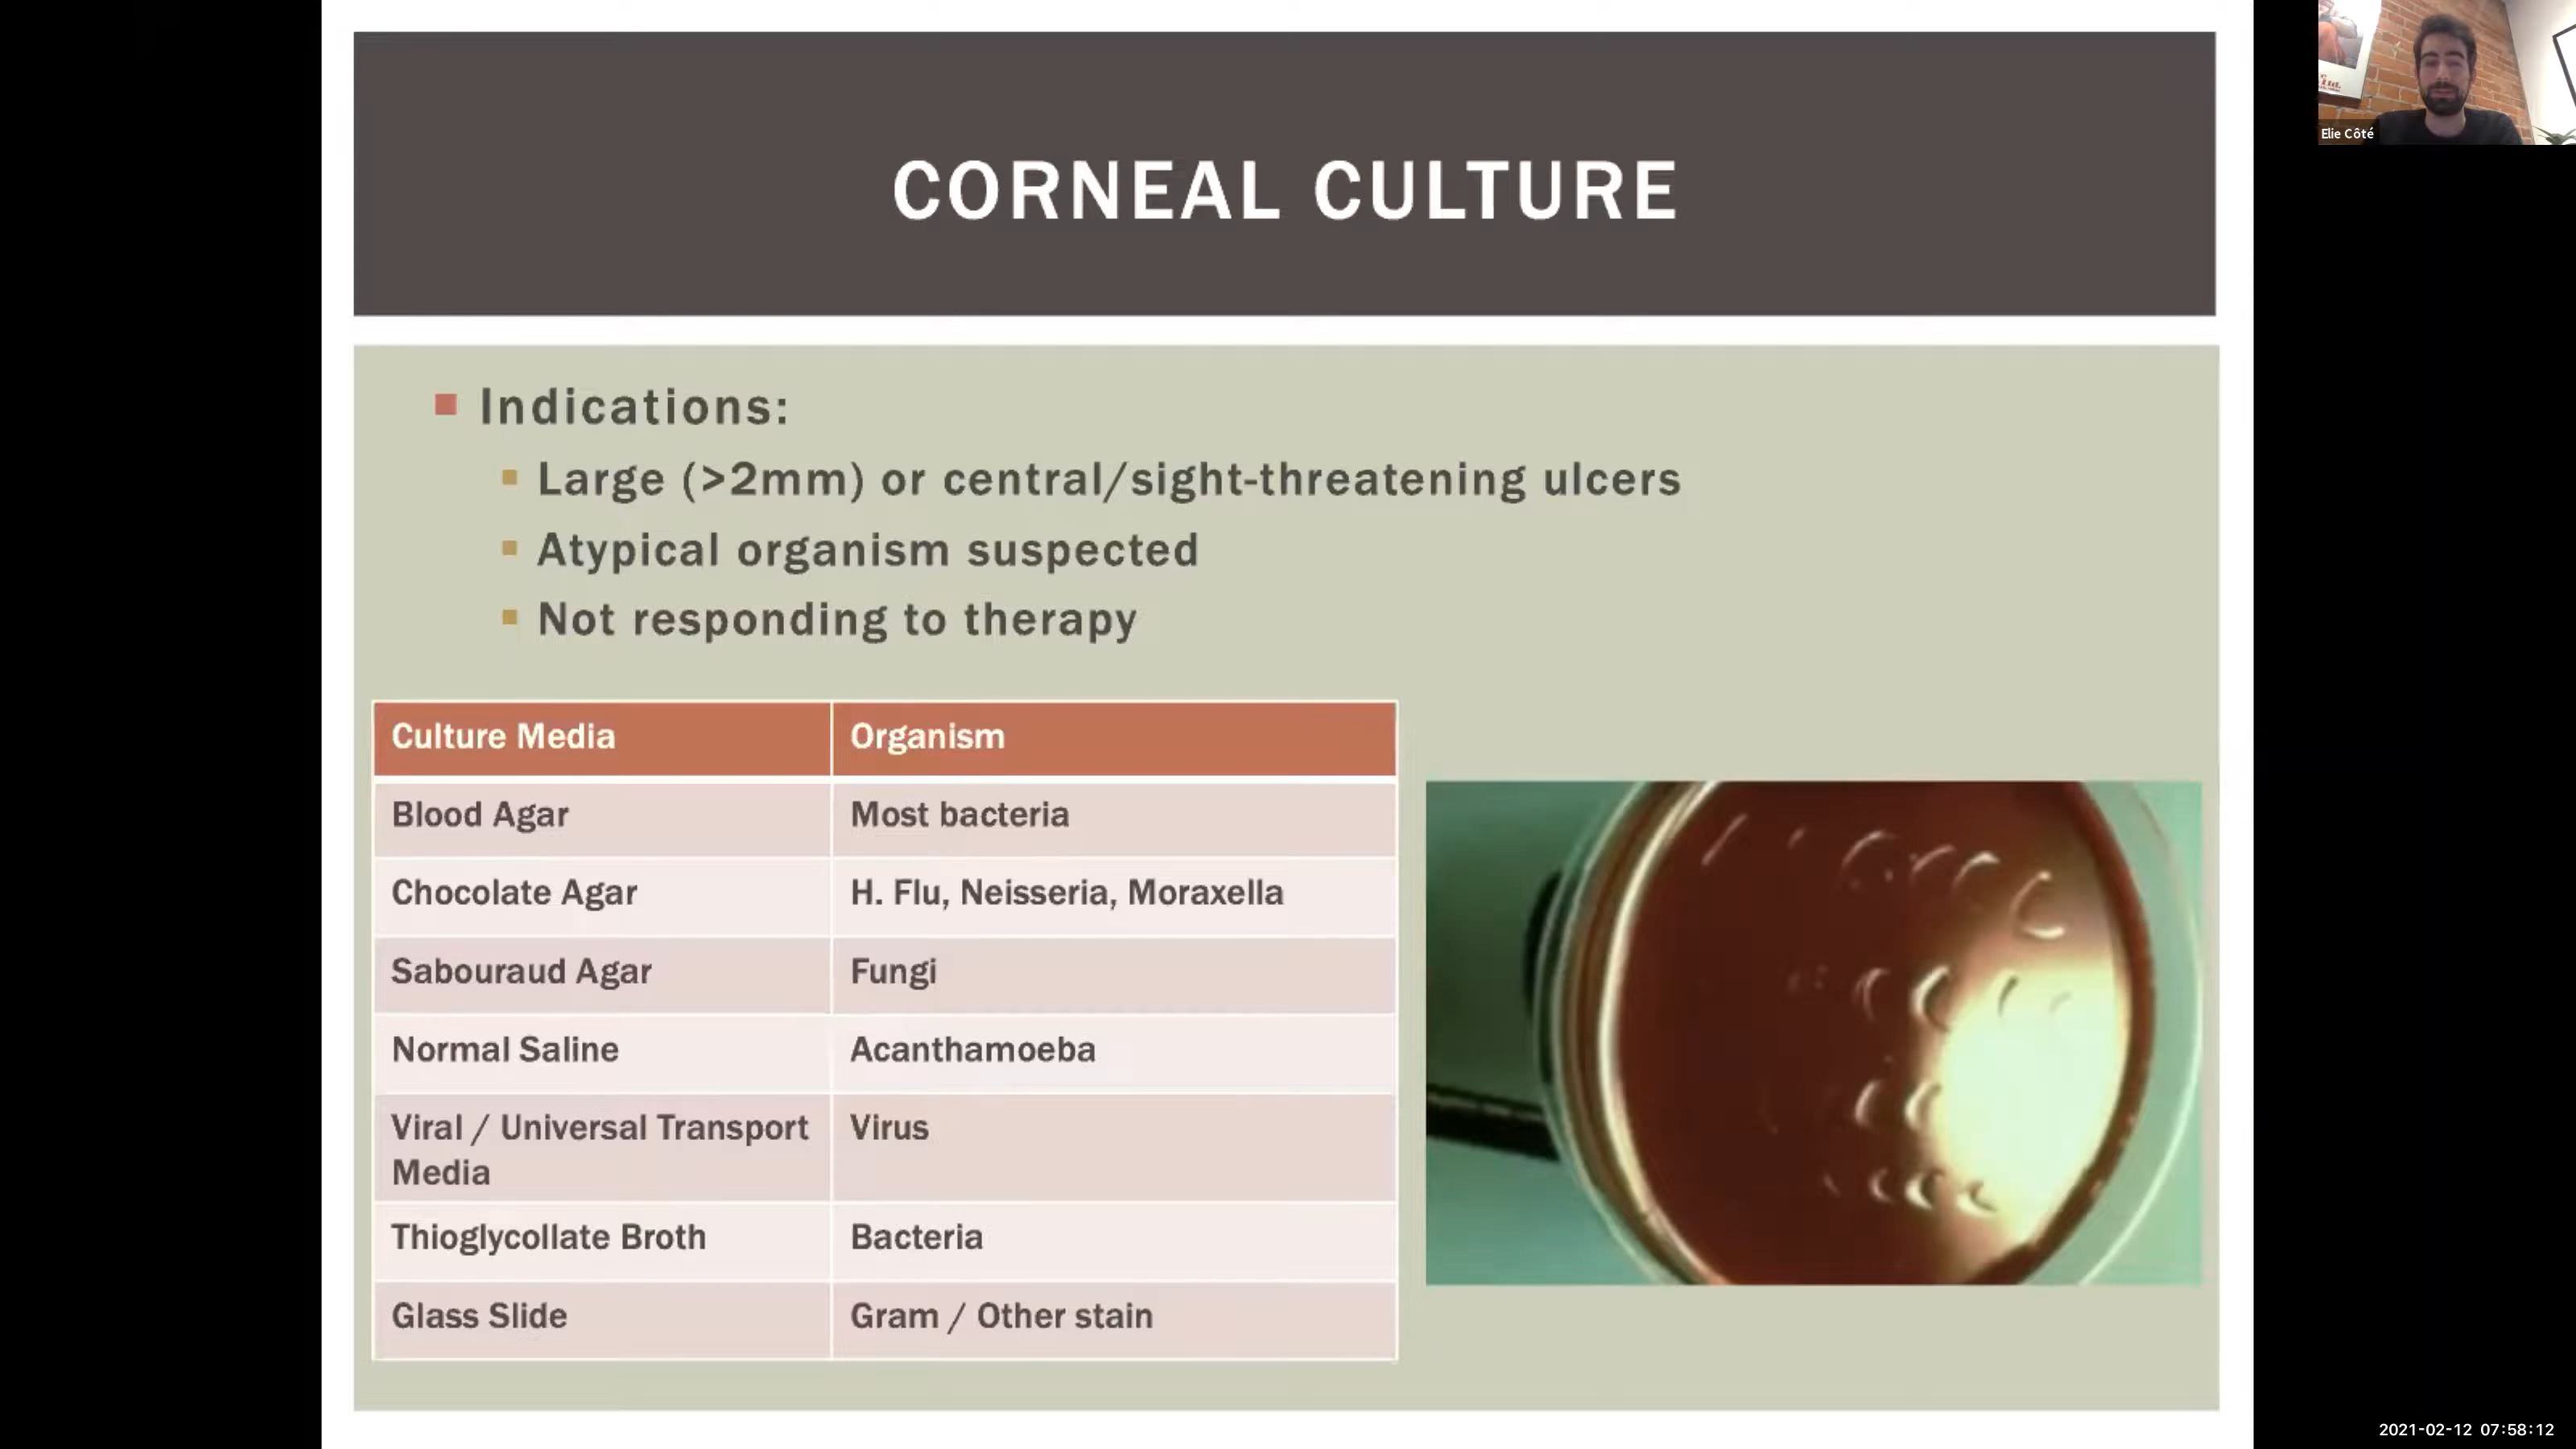 CORNEAL CULTURE
Indications:
Large (>2mm) or central/sight-threatening ulcers
Atypical organism suspected
Not responding to therapy
Culture Media Organism
Blood Agar Most bacteria
Chocolate Agar H. Flu, Neisseria, Moraxella
Sabouraud Agar Fungi
Normal Saline Acanthamoeba
Viral / Universal Transport Virus
Media
Thioglycollate Broth Bacteria
Glass Slide Gram / Other stain
Elie Côté
2021-02-12 07:58:12